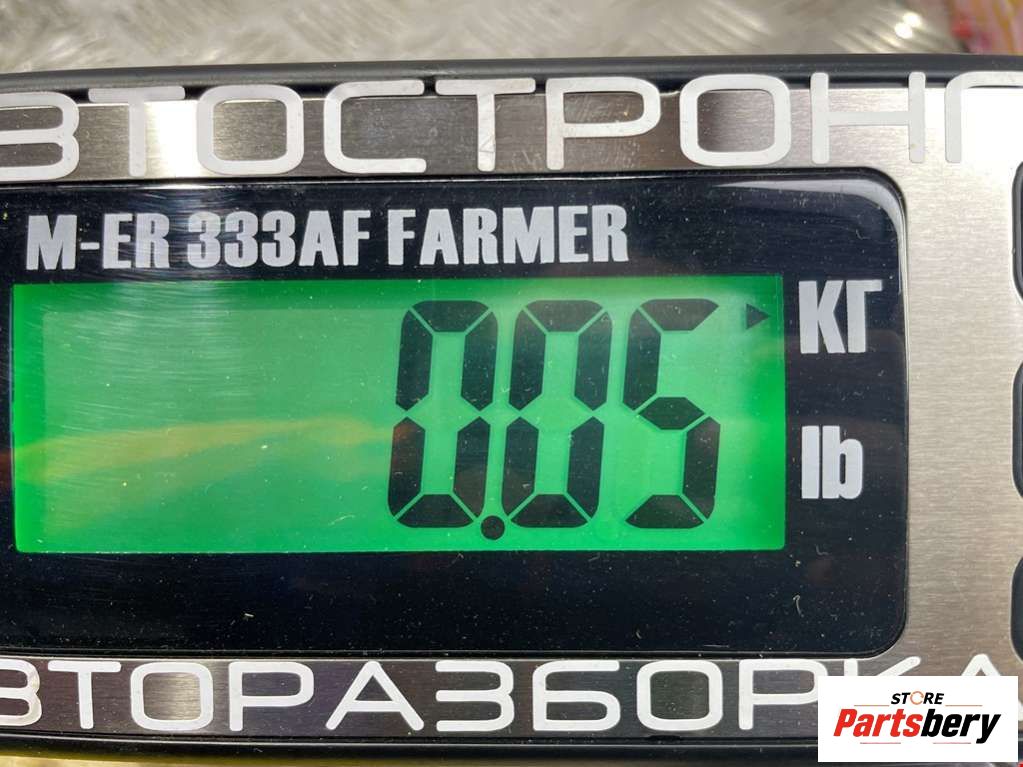 ВТОСТРОНГ
M-ER 333AF FARMER
0.05
КГ
lb
ВТОРАЗБОРКА
STORE
Partsbery